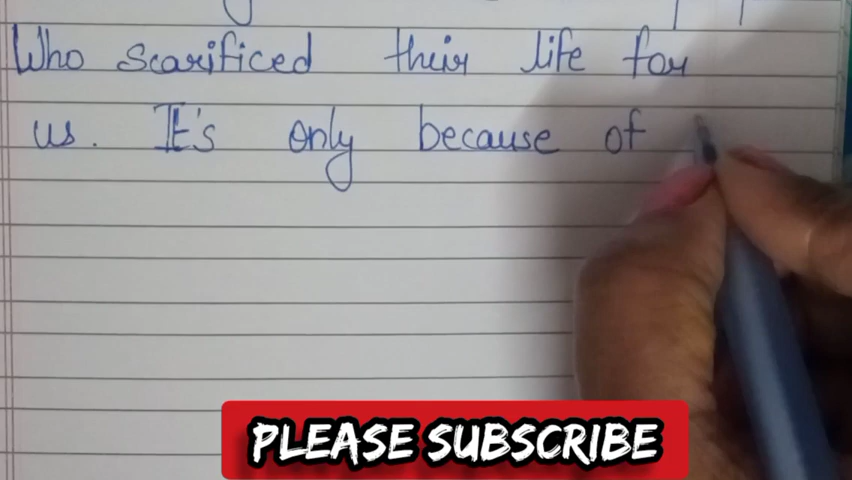 Who scarificed their life for
us. It's only because of
PLEASE SUBSCRIBE